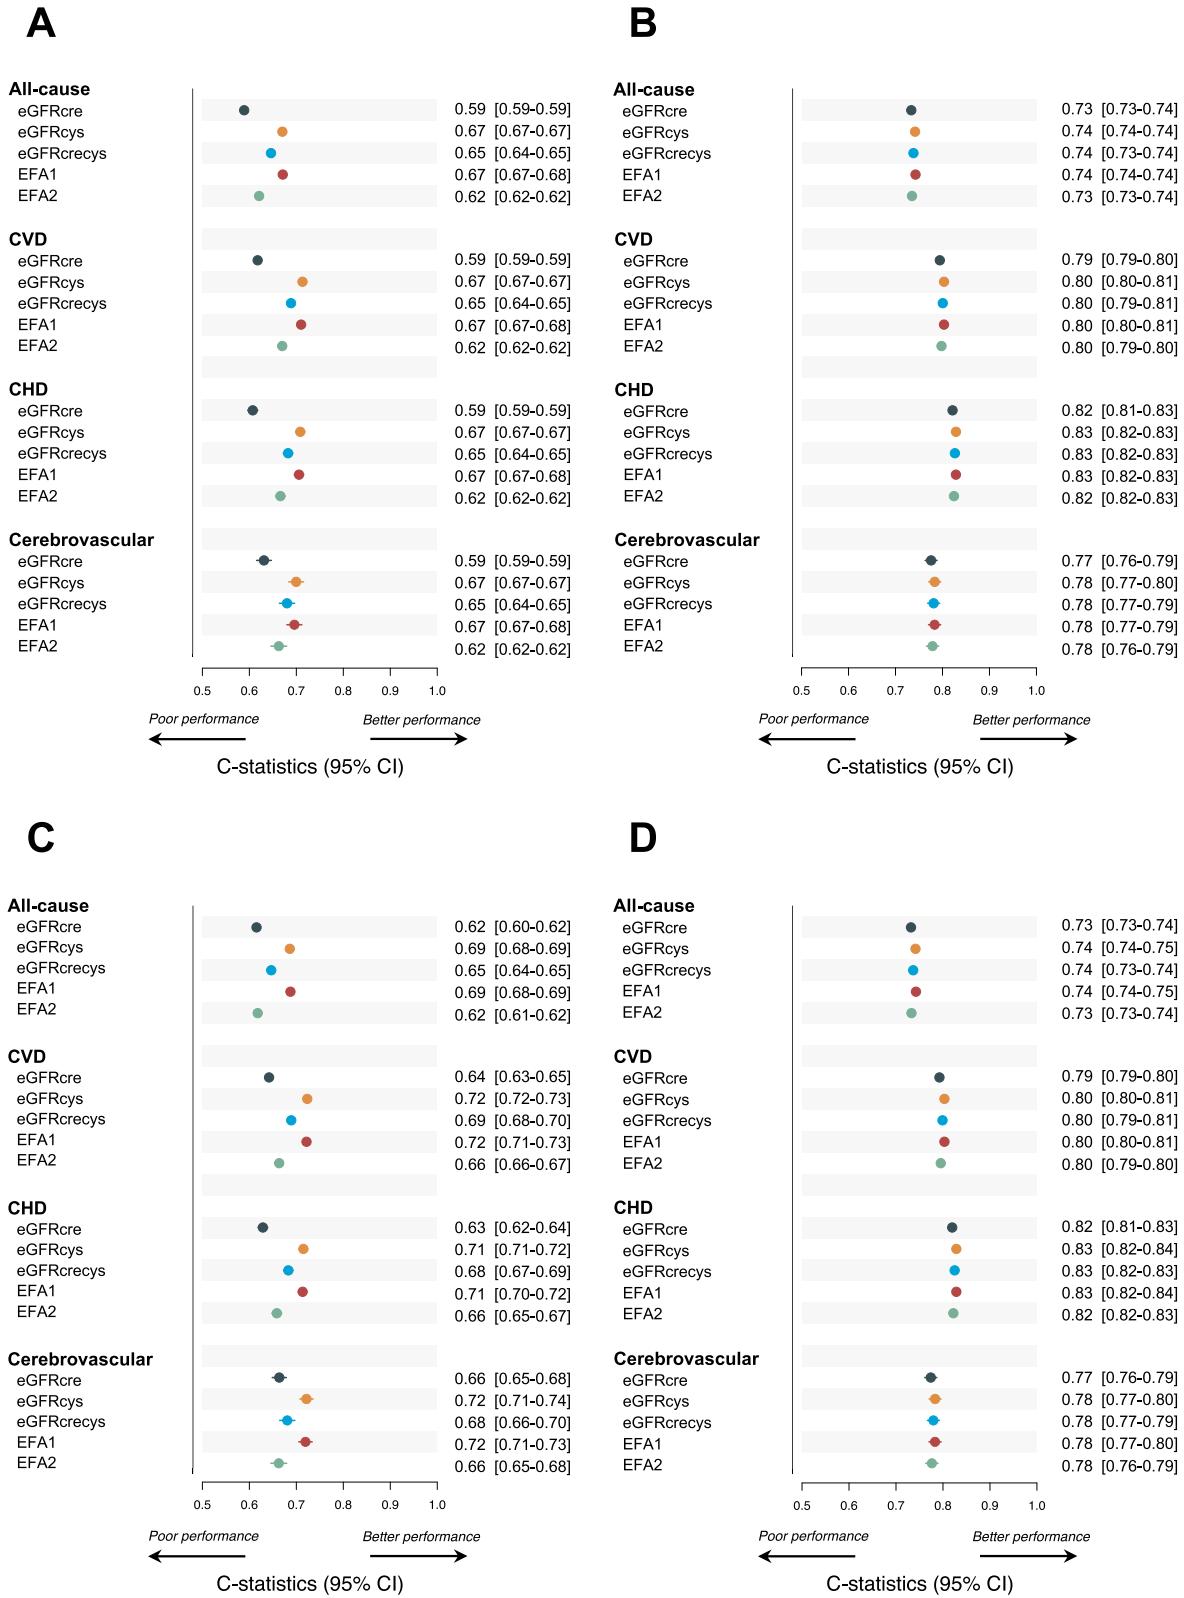 A
All-cause
eGFRcre 0.59 [0.59-0.59]
eGFRcys 0.67 [0.67-0.67]
eGFRcrecys 0.65 [0.64-0.65]
EFA1 0.67 [0.67-0.68]
EFA2 0.62 [0.62-0.62]
CVD
eGFRcre 0.59 [0.59-0.59]
eGFRcys 0.67 [0.67-0.67]
eGFRcrecys 0.65 [0.64-0.65]
EFA1 0.67 [0.67-0.68]
EFA2 0.62 [0.62-0.62]
CHD
eGFRcre 0.59 [0.59-0.59]
eGFRcys 0.67 [0.67-0.67]
eGFRcrecys 0.65 [0.64-0.65]
EFA1 0.67 [0.67-0.68]
EFA2 0.62 [0.62-0.62]
Cerebrovascular
eGFRcre 0.59 [0.59-0.59]
eGFRcys 0.67 [0.67-0.67]
eGFRcrecys 0.65 [0.64-0.65]
EFA1 0.67 [0.67-0.68]
EFA2 0.62 [0.62-0.62]
0.5 0.6 0.7 0.8 0.9 1.0
Poor performance Better performance
C-statistics (95% CI)
B
All-cause
eGFRcre 0.73 [0.73-0.74]
eGFRcys 0.74 [0.74-0.74]
eGFRcrecys 0.74 [0.73-0.74]
EFA1 0.74 [0.74-0.74]
EFA2 0.73 [0.73-0.74]
CVD
eGFRcre 0.79 [0.79-0.80]
eGFRcys 0.80 [0.80-0.81]
eGFRcrecys 0.80 [0.79-0.81]
EFA1 0.80 [0.80-0.81]
EFA2 0.80 [0.79-0.80]
CHD
eGFRcre 0.82 [0.81-0.83]
eGFRcys 0.83 [0.82-0.83]
eGFRcrecys 0.83 [0.82-0.83]
EFA1 0.83 [0.82-0.83]
EFA2 0.82 [0.82-0.83]
Cerebrovascular
eGFRcre 0.77 [0.76-0.79]
eGFRcys 0.78 [0.77-0.80]
eGFRcrecys 0.78 [0.77-0.79]
EFA1 0.78 [0.77-0.79]
EFA2 0.78 [0.76-0.79]
0.5 0.6 0.7 0.8 0.9 1.0
Poor performance Better performance
C-statistics (95% CI)
C
All-cause
eGFRcre 0.62 [0.60-0.62]
eGFRcys 0.69 [0.68-0.69]
eGFRcrecys 0.65 [0.64-0.65]
EFA1 0.69 [0.68-0.69]
EFA2 0.62 [0.61-0.62]
CVD
eGFRcre 0.64 [0.63-0.65]
eGFRcys 0.72 [0.72-0.73]
eGFRcrecys 0.69 [0.68-0.70]
EFA1 0.72 [0.71-0.73]
EFA2 0.66 [0.66-0.67]
CHD
eGFRcre 0.63 [0.62-0.64]
eGFRcys 0.71 [0.71-0.72]
eGFRcrecys 0.68 [0.67-0.69]
EFA1 0.71 [0.70-0.72]
EFA2 0.66 [0.65-0.67]
Cerebrovascular
eGFRcre 0.66 [0.65-0.68]
eGFRcys 0.72 [0.71-0.74]
eGFRcrecys 0.68 [0.66-0.70]
EFA1 0.72 [0.71-0.73]
EFA2 0.66 [0.65-0.68]
0.5 0.6 0.7 0.8 0.9 1.0
Poor performance Better performance
C-statistics (95% CI)
D
All-cause
eGFRcre 0.73 [0.73-0.74]
eGFRcys 0.74 [0.74-0.75]
eGFRcrecys 0.74 [0.73-0.74]
EFA1 0.74 [0.74-0.75]
EFA2 0.73 [0.73-0.74]
CVD
eGFRcre 0.79 [0.79-0.80]
eGFRcys 0.80 [0.80-0.81]
eGFRcrecys 0.80 [0.79-0.81]
EFA1 0.80 [0.80-0.81]
EFA2 0.80 [0.79-0.80]
CHD
eGFRcre 0.82 [0.81-0.83]
eGFRcys 0.83 [0.82-0.84]
eGFRcrecys 0.83 [0.82-0.83]
EFA1 0.83 [0.82-0.84]
EFA2 0.82 [0.82-0.83]
Cerebrovascular
eGFRcre 0.77 [0.76-0.79]
eGFRcys 0.78 [0.77-0.80]
eGFRcrecys 0.78 [0.77-0.79]
EFA1 0.78 [0.77-0.80]
EFA2 0.78 [0.76-0.79]
0.5 0.6 0.7 0.8 0.9 1.0
Poor performance Better performance
C-statistics (95% CI)